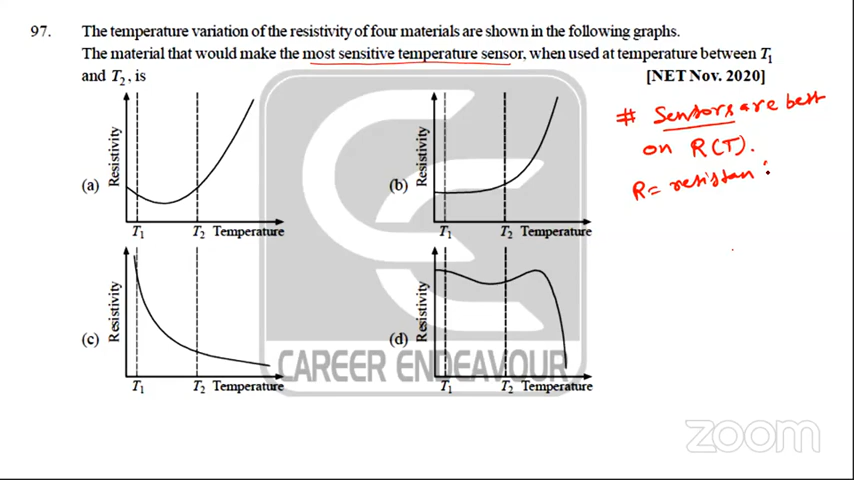 97. The temperature variation of the resistivity of four materials are shown in the following graphs.
The material that would make the most sensitive temperature sensor, when used at temperature between T₁
and T₂, is [NET Nov. 2020]
# Sensors are best
on R(T).
R = resistan
(a) Resistivity T₁ T₂ Temperature
(b) Resistivity T₁ T₂ Temperature
(c) Resistivity T₁ T₂ Temperature
(d) Resistivity T₁ T₂ Temperature
CAREER ENDEAVOUR
zoom